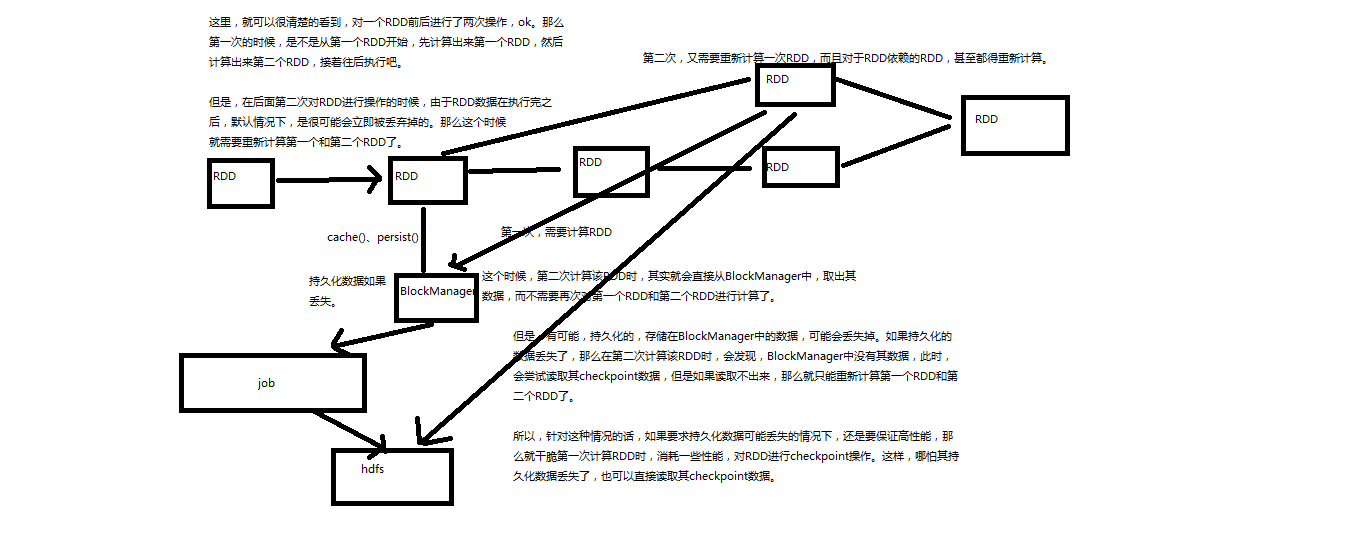 这里，就可以很清楚的看到，对一个RDD前后进行了两次操作，ok。那么
第一次的时候，是不是从第一个RDD开始，先计算出来第一个RDD，然后
计算出来第二个RDD，接着往后执行吧。
第二次，又需要重新计算一次RDD，而且对于RDD依赖的RDD，甚至都得重新计算。
RDD
但是，在后面第二次对RDD进行操作的时候，由于RDD数据在执行完之
后，默认情况下，是很可能会立即被丢弃掉的。那么这个时候
就需要重新计算第一个和第二个RDD了。
RDD
RDD
RDD
RDD
RDD
cache()、persist()
第一次，需要计算RDD
持久化数据如果
丢失。
BlockManager
这个时候，第二次计算该RDD时，其实就会直接从BlockManager中，取出其
数据，而不需要再次对第一个RDD和第二个RDD进行计算了。
但是，有可能，持久化的，存储在BlockManager中的数据，可能会丢失掉。如果持久化的
数据丢失了，那么在第二次计算该RDD时，会发现，BlockManager中没有其数据，此时，
会尝试读取其checkpoint数据，但是如果读取不出来，那么就只能重新计算第一个RDD和第
二个RDD了。
job
所以，针对这种情况的话，如果要求持久化数据可能丢失的情况下，还是要保证高性能，那
么就干脆第一次计算RDD时，消耗一些性能，对RDD进行checkpoint操作。这样，哪怕其持
久化数据丢失了，也可以直接读取其checkpoint数据。
hdfs